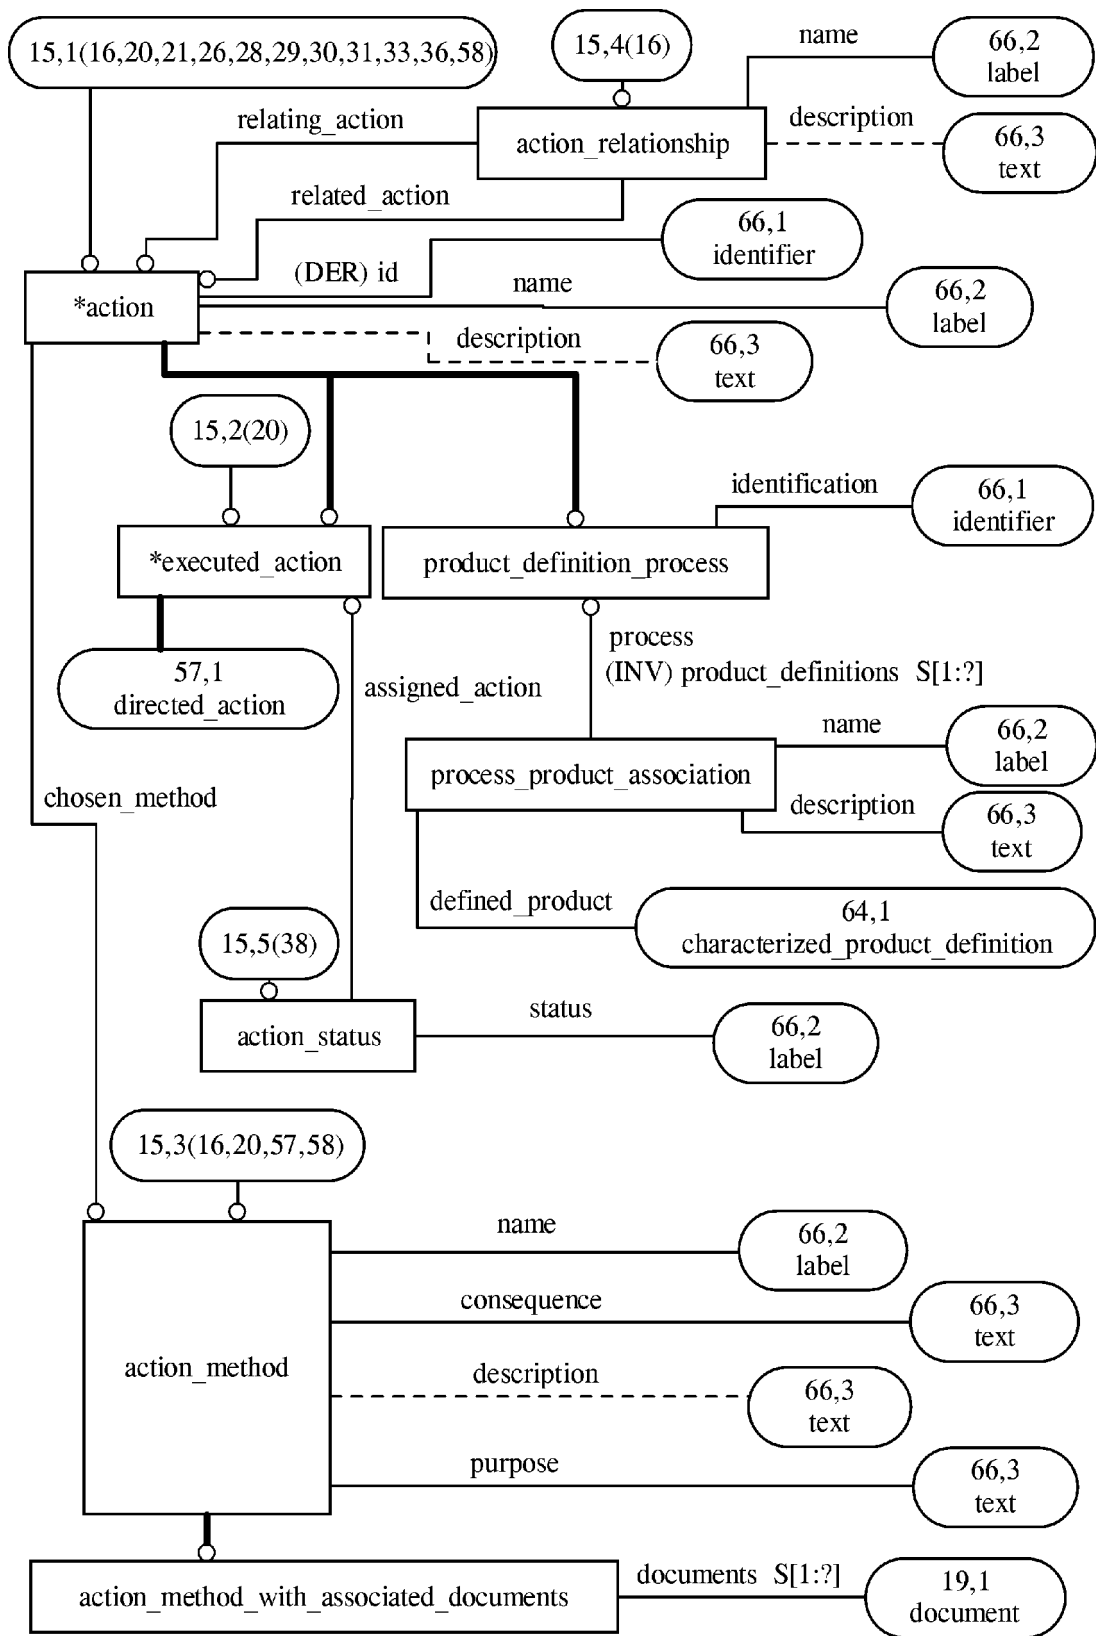 15,1(16,20,21,26,28,29,30,31,33,36,58)
15,4(16)
name
66,2
label
relating_action
action_relationship
description
66,3
text
related_action
66,1
identifier
(DER) id
name
*action
66,2
label
description
66,3
text
15,2(20)
identification
66,1
identifier
*executed_action
product_definition_process
process
(INV) product_definitions S[1:?]
57,1
directed_action
assigned_action
name
66,2
label
process_product_association
chosen_method
description
66,3
text
defined_product
64,1
characterized_product_definition
15,5(38)
status
action_status
66,2
label
15,3(16,20,57,58)
name
66,2
label
consequence
66,3
text
action_method
description
66,3
text
purpose
66,3
text
documents S[1:?]
action_method_with_associated_documents
19,1
document